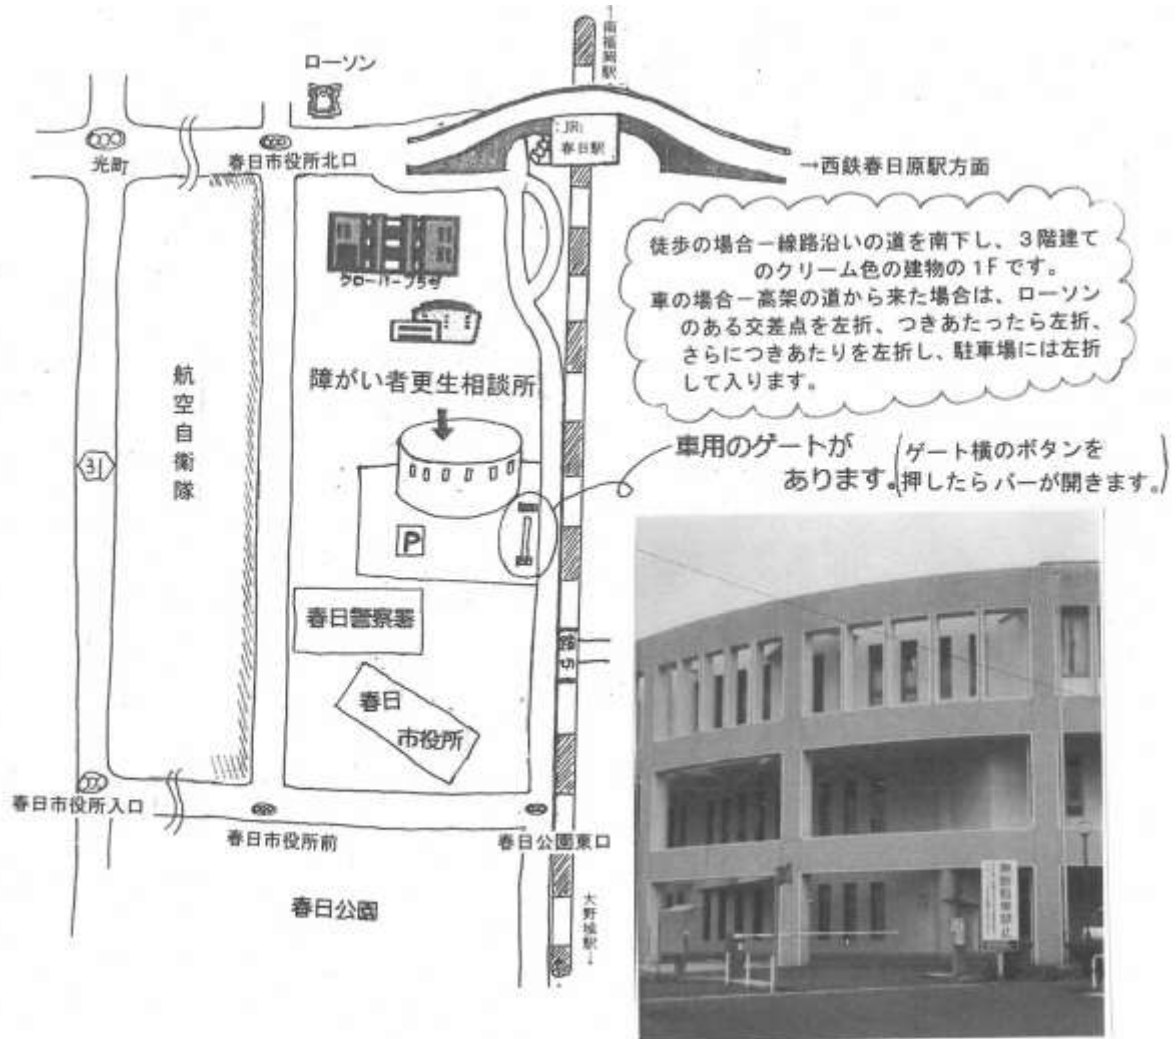 ↑南福岡駅
ローソン
JR
春日駅
光町
春日市役所北口
→西鉄春日原駅方面
徒歩の場合－線路沿いの道を南下し、３階建て
のクリーム色の建物の１Fです。
車の場合－高架の道から来た場合は、ローソン
のある交差点を左折、つきあたったら左折、
さらにつきあたりを左折し、駐車場には左折
して入ります。
クローバープラザ
航空自衛隊
障がい者更生相談所
31
車用のゲートが
あります。
ゲート横のボタンを
押したらバーが開きます。
P
春日警察署
春日
市役所
春日市役所入口
春日市役所前
春日公園東口
春日公園
大野城駅→
無断駐車禁止